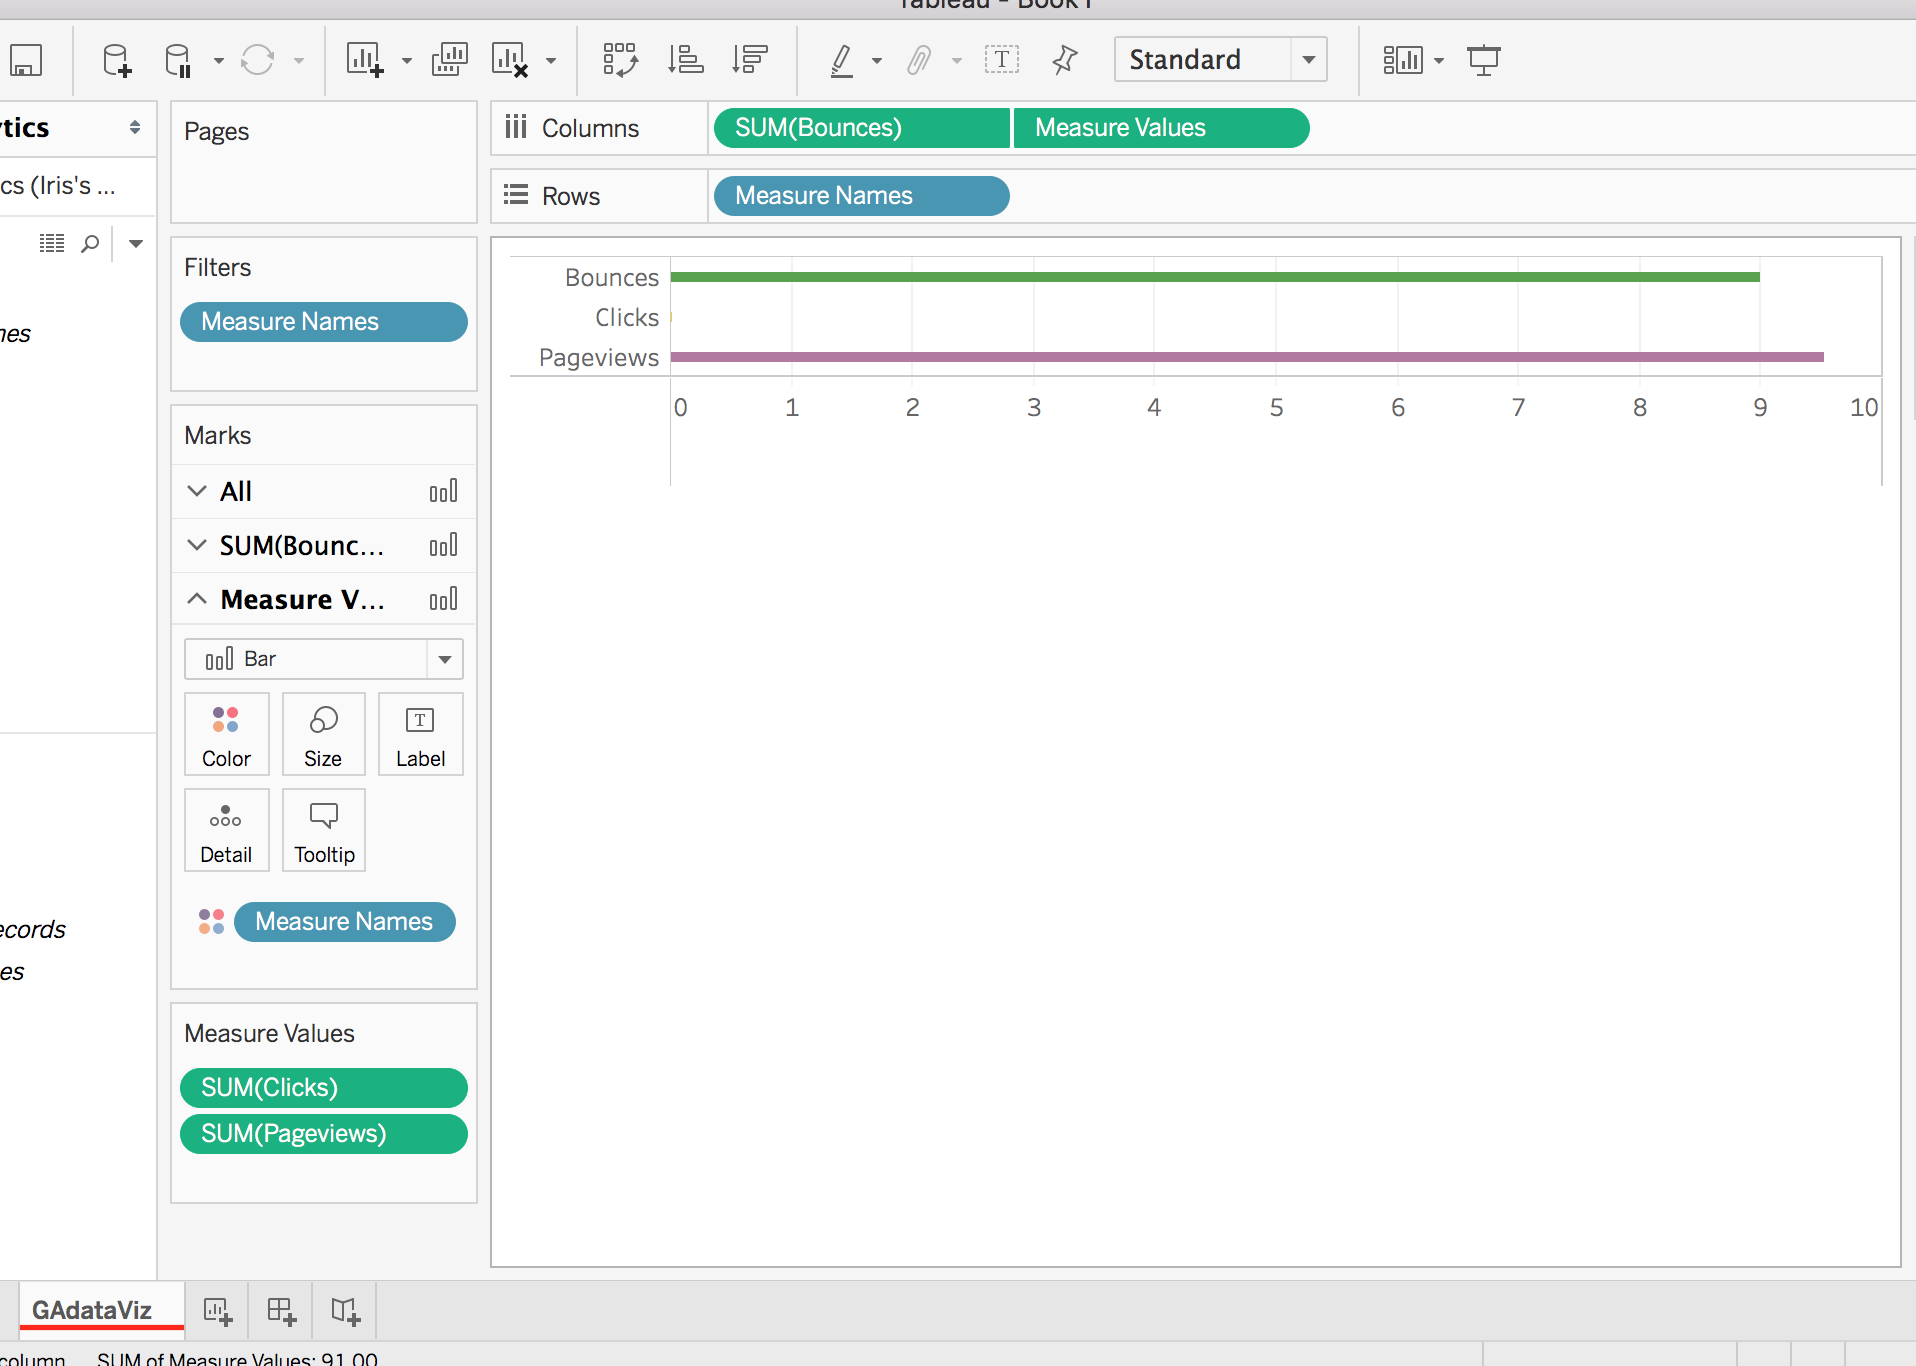 Tableau - Book1
Standard
tics
Pages
Columns
SUM(Bounces)
Measure Values
cs (Iris's ...
Rows
Measure Names
Filters
Measure Names
nes
Bounces
Clicks
Pageviews
0 1 2 3 4 5 6 7 8 9 10
Marks
All
SUM(Bounc...
Measure V...
Bar
Color
Size
Label
Detail
Tooltip
Measure Names
ecords
es
Measure Values
SUM(Clicks)
SUM(Pageviews)
GAdataViz
column SUM of Measure Values: 91.00